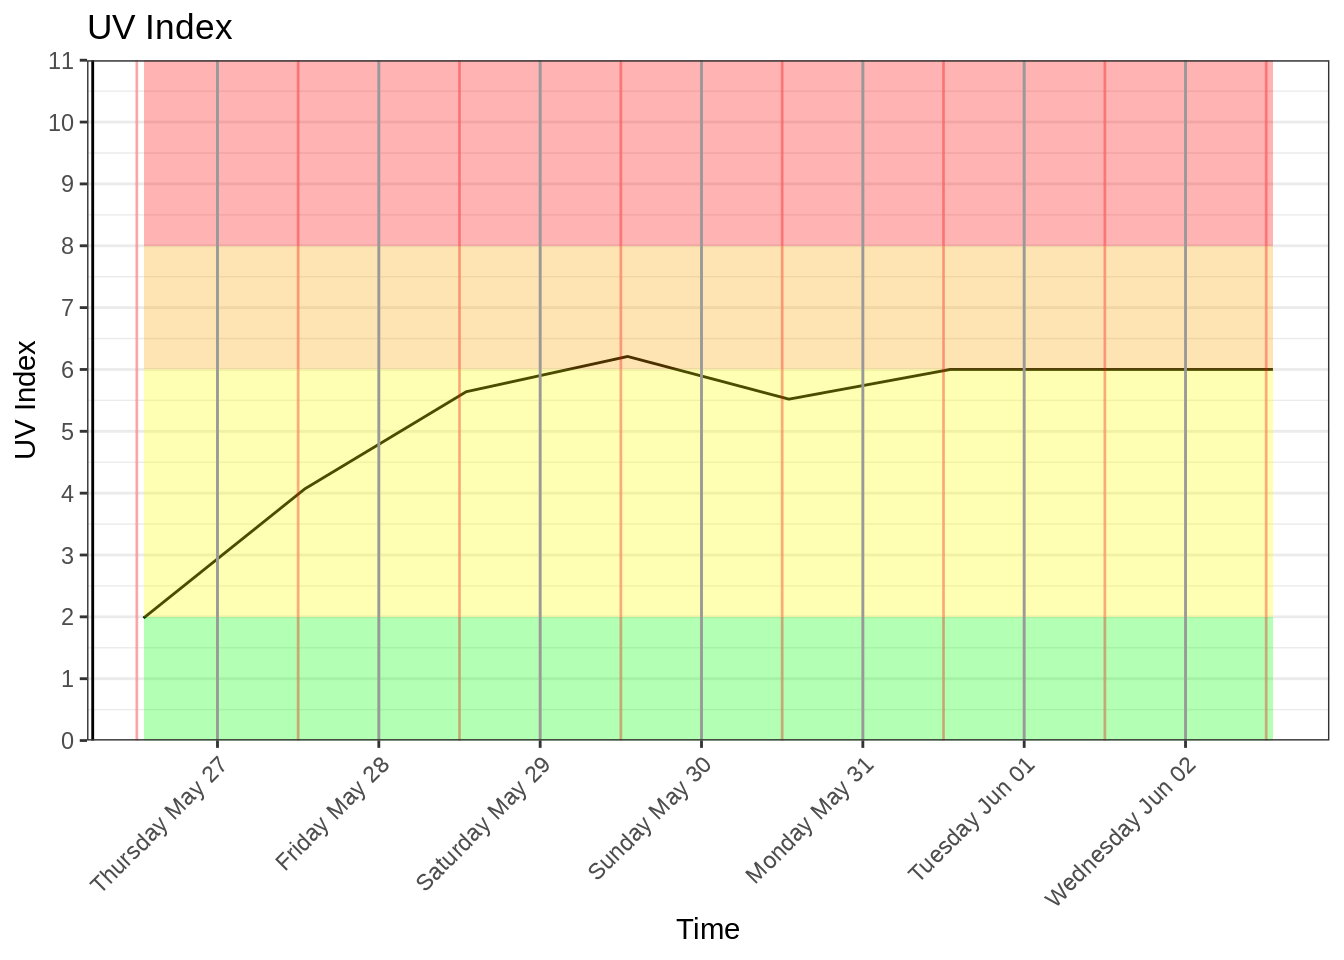 UV Index
11
10
9
8
7
6
5
4
3
2
1
0
UV Index
Thursday May 27
Friday May 28
Saturday May 29
Sunday May 30
Monday May 31
Tuesday Jun 01
Wednesday Jun 02
Time